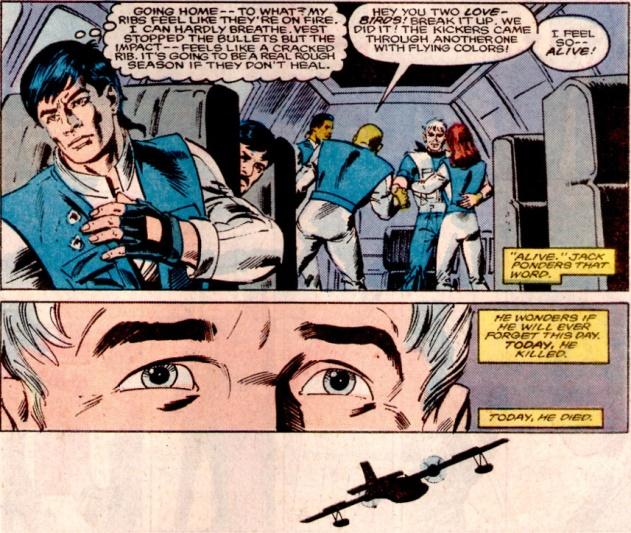 GOING HOME-- TO WHAT? MY
RIBS FEEL LIKE THEY'RE ON FIRE.
I CAN HARDLY BREATHE. VEST
STOPPED THE BULLETS BUT THE
IMPACT-- FEELS LIKE A CRACKED
RIB. IT'S GOING TO BE A REAL ROUGH
SEASON IF THEY DON'T HEAL.
HEY YOU TWO LOVE-
BIRDS! BREAK IT UP. WE
DID IT! THE KICKERS CAME
THROUGH ANOTHER ONE
WITH FLYING COLORS!
I FEEL
SO--
ALIVE!
"ALIVE." JACK
PONDERS THAT
WORD.
HE WONDERS IF
HE WILL EVER
FORGET THIS DAY.
TODAY, HE
KILLED.
TODAY, HE DIED.